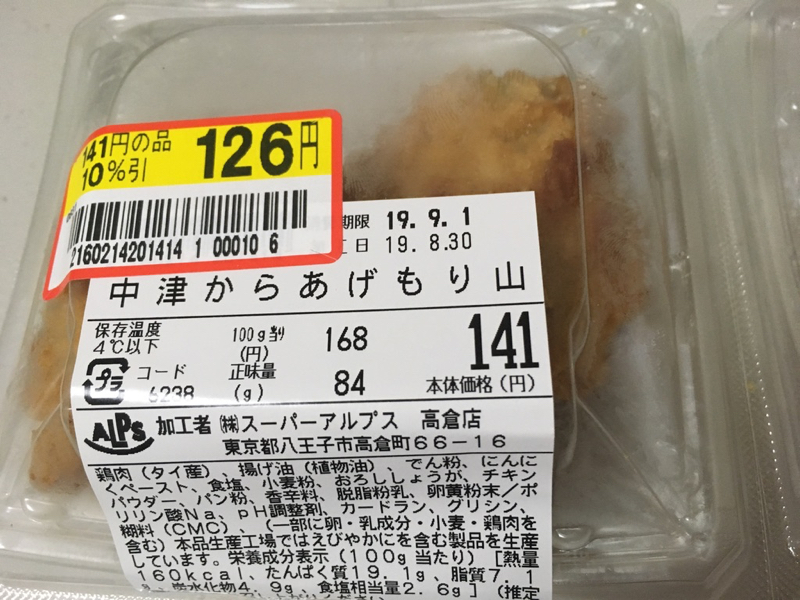 141円の品
10%引 126円
2160214201414 1 00010 6
期限 19.9.1
工日 19.8.30
中津からあげもり山
保存温度
4℃以下
100g当り
(円) 168
141
本体価格(円)
プラ
コード
6238
正味量
(g) 84
ALPS 加工者 ㈱スーパーアルプス 高倉店
東京都八王子市高倉町66-16
鶏肉(タイ産)、揚げ油(植物油)、でん粉、にんに
くペースト、食塩、小麦粉、おろししょうが、チキン
パウダー、パン粉、香辛料、脱脂粉乳、卵黄粉末/ポ
リリン酸Na、pH調整剤、カードラン、グリシン、
糊料(CMC)、(一部に卵・乳成分・小麦・鶏肉を
含む)本品生産工場ではえびやかにを含む製品を生産
しています。栄養成分表示(100g当たり)[熱量
160kcal、たんぱく質19.1g、脂質7.1
g、炭水化物4.9g、食塩相当量2.6g](推定